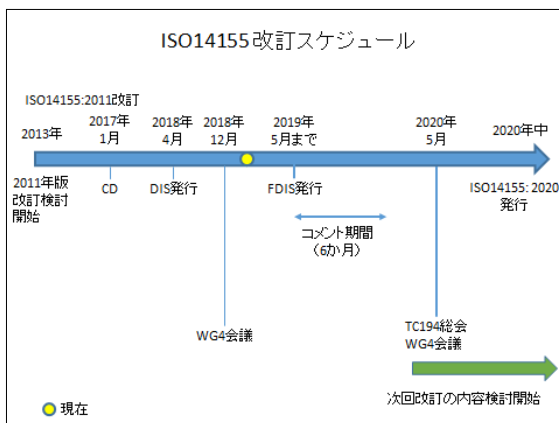 ISO14155改訂スケジュール
ISO14155:2011改訂
2013年
2017年
1月
2018年
4月
2018年
12月
2019年
5月まで
2020年
5月
2020年中
2011年版
改訂検討
開始
CD
DIS発行
FDIS発行
ISO14155:2020
発行
コメント期間
(6か月)
WG4会議
TC194総会
WG4会議
次回改訂の内容検討開始
現在